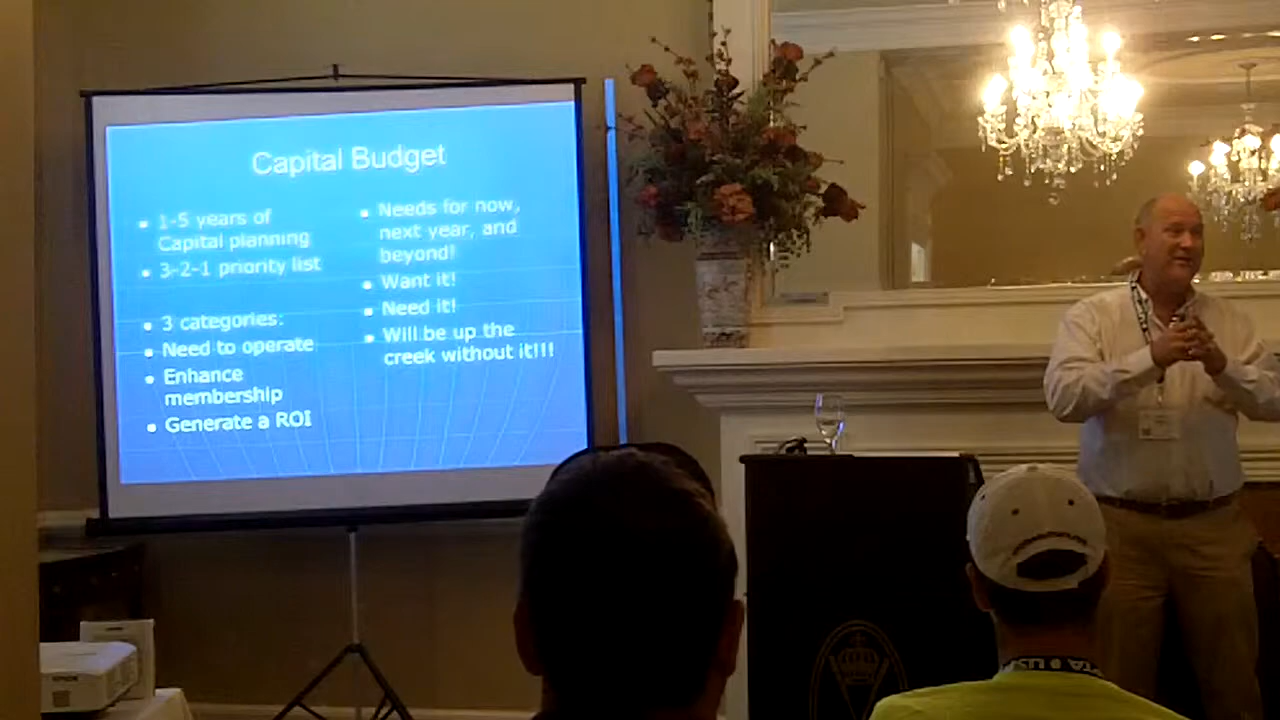 Capital Budget
1-5 years of
Capital planning
3-2-1 priority list
3 categories:
Need to operate
Enhance
membership
Generate a ROI
Needs for now,
next year, and
beyond!
Want it!
Need it!
Will be up the
creek without it!!!
EPSON